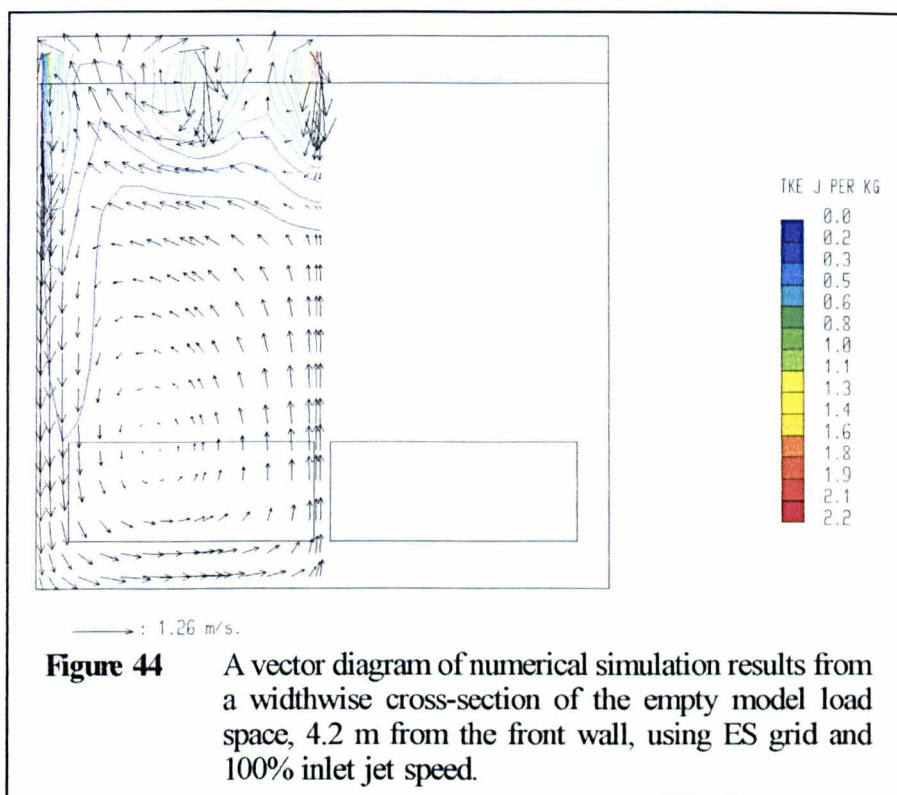 TKE J PER KG
0.0
0.2
0.3
0.5
0.6
0.8
1.0
1.1
1.3
1.4
1.6
1.8
1.9
2.1
2.2
: 1.26 m/s.
Figure 44 A vector diagram of numerical simulation results from
a widthwise cross-section of the empty model load
space, 4.2 m from the front wall, using ES grid and
100% inlet jet speed.